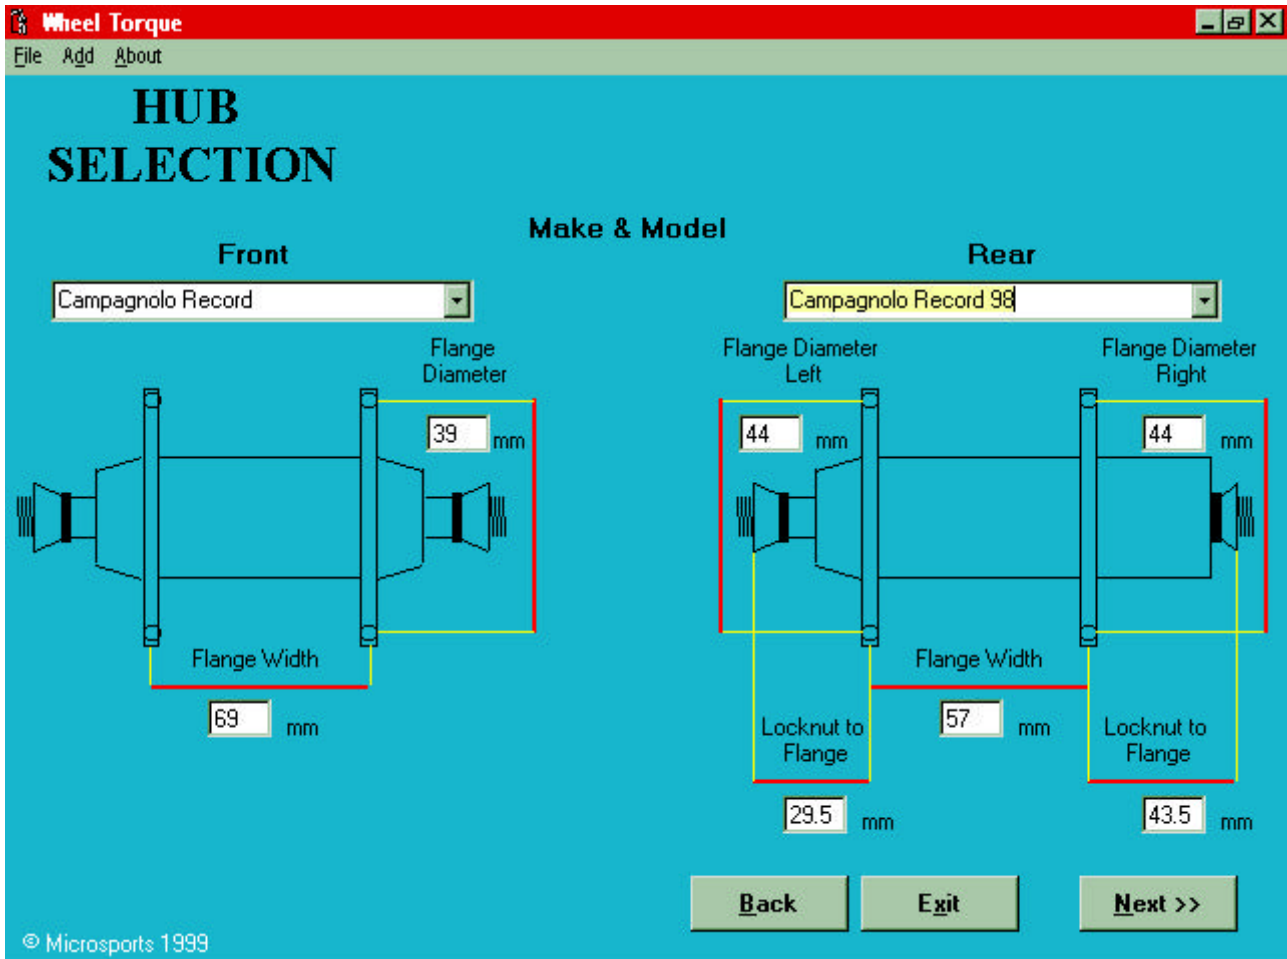 Wheel Torque
File Add About
HUB
SELECTION
Make & Model
Front
Rear
Campagnolo Record
Campagnolo Record 98
Flange
Diameter
39 mm
Flange Diameter
Left
44 mm
Flange Diameter
Right
44 mm
Flange Width
69 mm
Flange Width
57 mm
Locknut to
Flange
29.5 mm
Locknut to
Flange
43.5 mm
Back Exit Next >>
© Microsports 1999